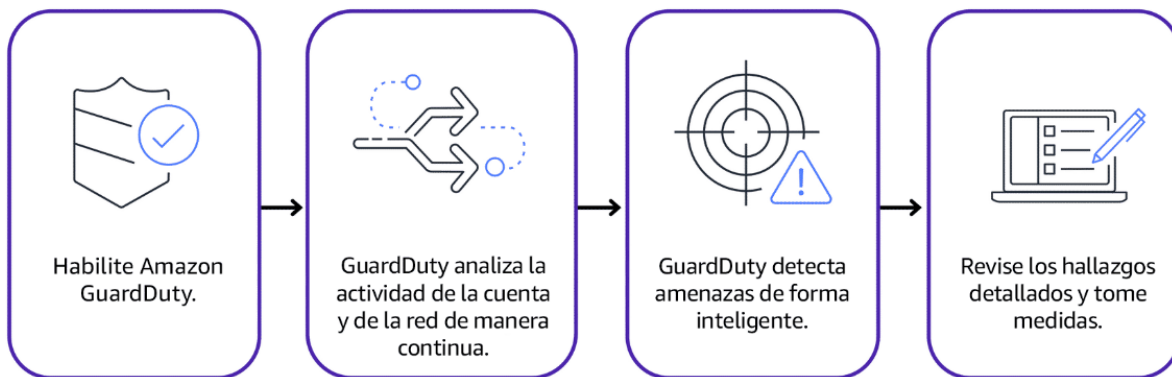 Habilite Amazon
GuardDuty.
GuardDuty analiza la
actividad de la cuenta
y de la red de manera
continua.
GuardDuty detecta
amenazas de forma
inteligente.
Revise los hallazgos
detallados y tome
medidas.